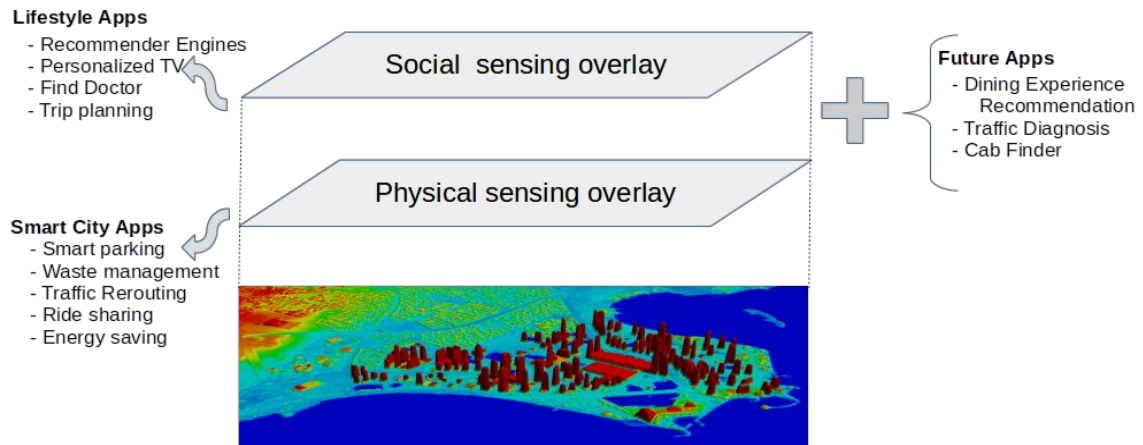 Lifestyle Apps
- Recommender Engines
- Personalized TV
- Find Doctor
- Trip planning
Social sensing overlay
Future Apps
- Dining Experience
Recommendation
- Traffic Diagnosis
- Cab Finder
Physical sensing overlay
Smart City Apps
- Smart parking
- Waste management
- Traffic Rerouting
- Ride sharing
- Energy saving